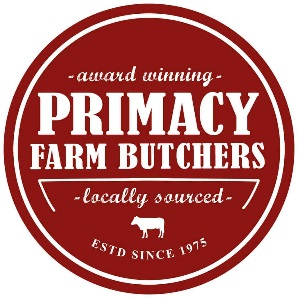 -award winning-
PRIMACY
FARM BUTCHERS
-locally sourced-
ESTD SINCE 1975